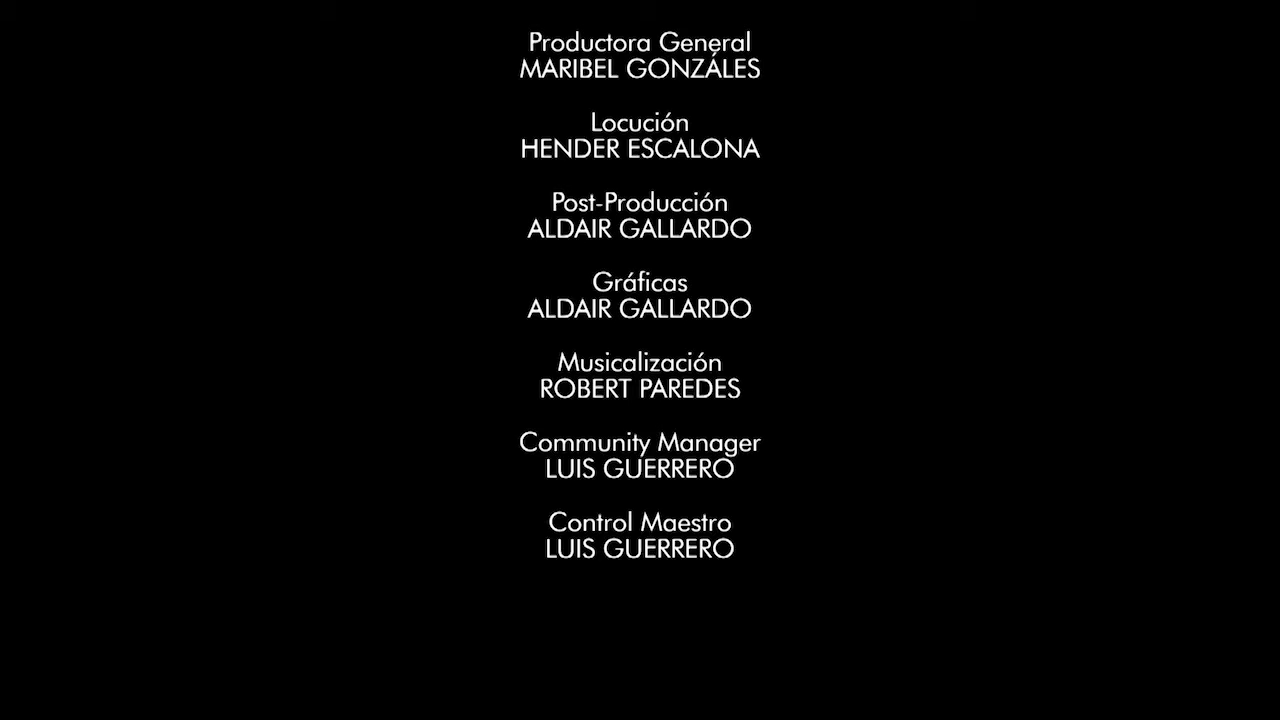 Productora General
MARIBEL GONZÁLES
Locución
HENDER ESCALONA
Post-Producción
ALDAIR GALLARDO
Gráficas
ALDAIR GALLARDO
Musicalización
ROBERT PAREDES
Community Manager
LUIS GUERRERO
Control Maestro
LUIS GUERRERO